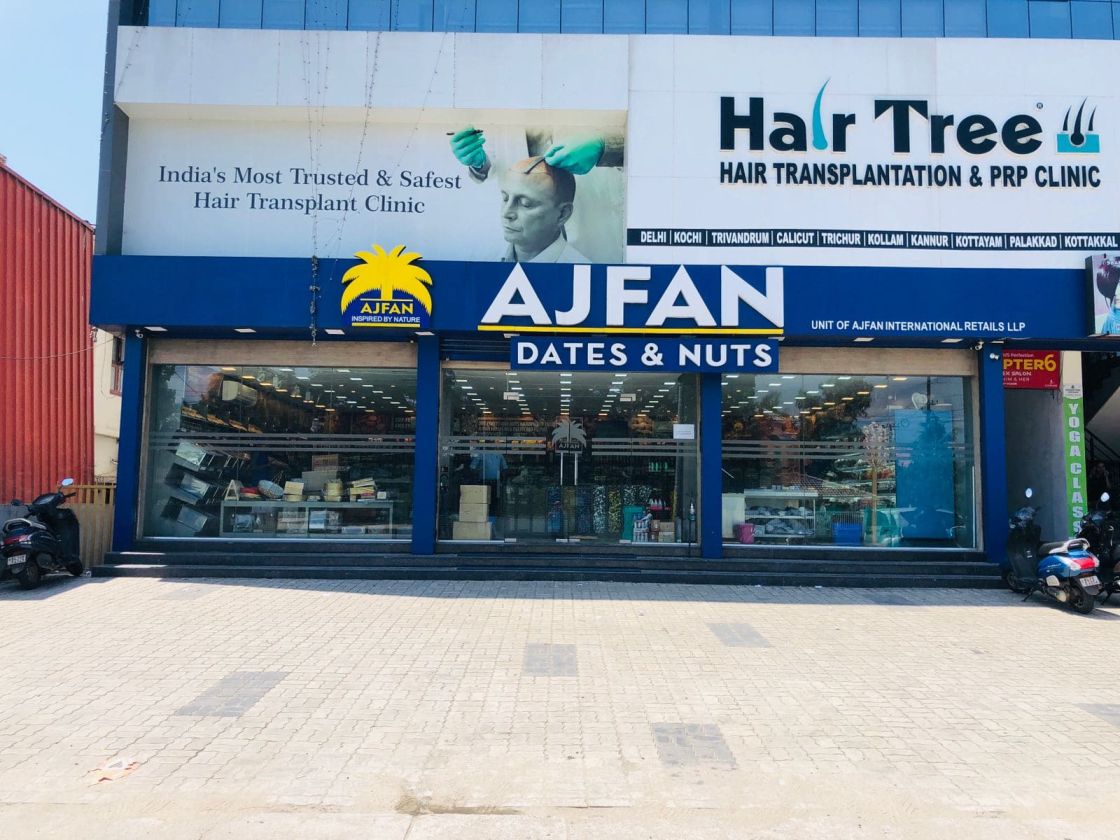 India's Most Trusted & Safest
Hair Transplant Clinic
Hair Tree®
HAIR TRANSPLANTATION & PRP CLINIC
DELHI | KOCHI | TRIVANDRUM | CALICUT | TRICHUR | KOLLAM | KANNUR | KOTTAYAM | PALAKKAD | KOTTAKKAL
AJFAN
INSPIRED BY NATURE
AJFAN
DATES & NUTS
UNIT OF AJFAN INTERNATIONAL RETAILS LLP
PTER6
AJFAN
YOGA CLASS